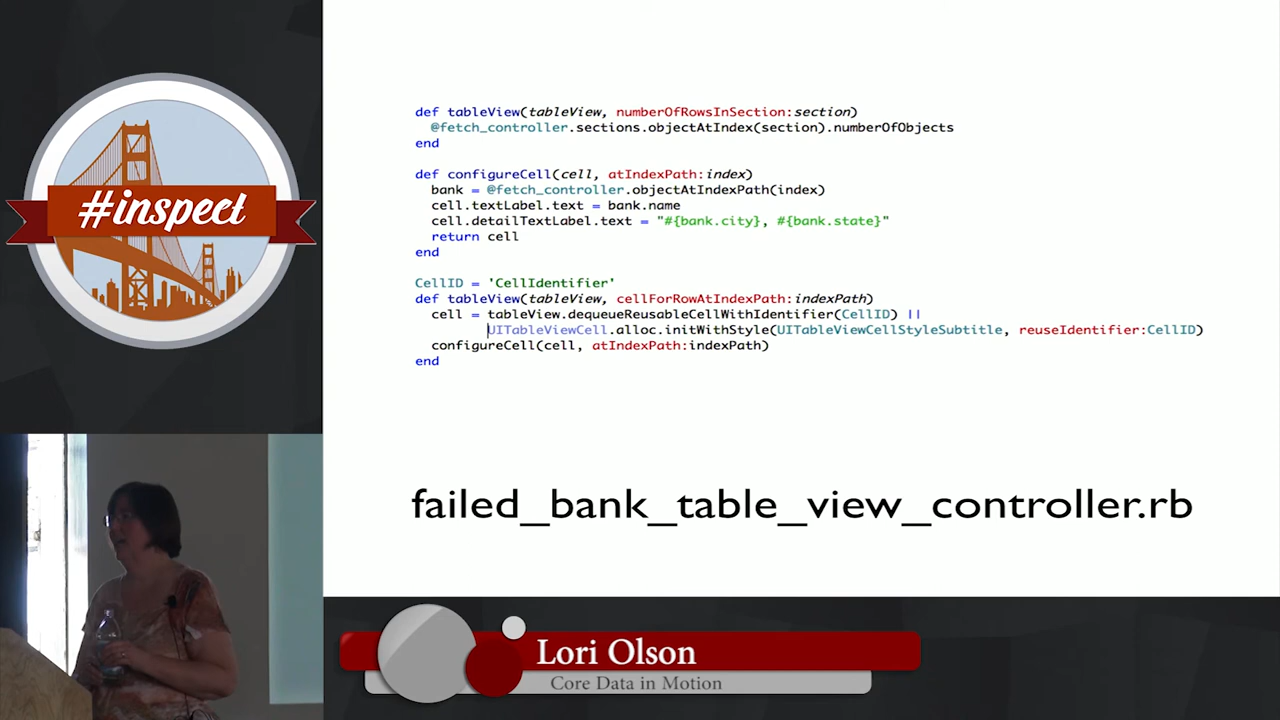 #inspect
def tableView(tableView, numberOfRowsInSection:section)
  @fetch_controller.sections.objectAtIndex(section).numberOfObjects
end
def configureCell(cell, atIndexPath:index)
  bank = @fetch_controller.objectAtIndexPath(index)
  cell.textLabel.text = bank.name
  cell.detailTextLabel.text = "#{bank.city}, #{bank.state}"
  return cell
end
CellID = 'CellIdentifier'
def tableView(tableView, cellForRowAtIndexPath:indexPath)
  cell = tableView.dequeueReusableCellWithIdentifier(CellID) ||
         UITableViewCell.alloc.initWithStyle(UITableViewCellStyleSubtitle, reuseIdentifier:CellID)
  configureCell(cell, atIndexPath:indexPath)
end
failed_bank_table_view_controller.rb
Lori Olson
Core Data in Motion